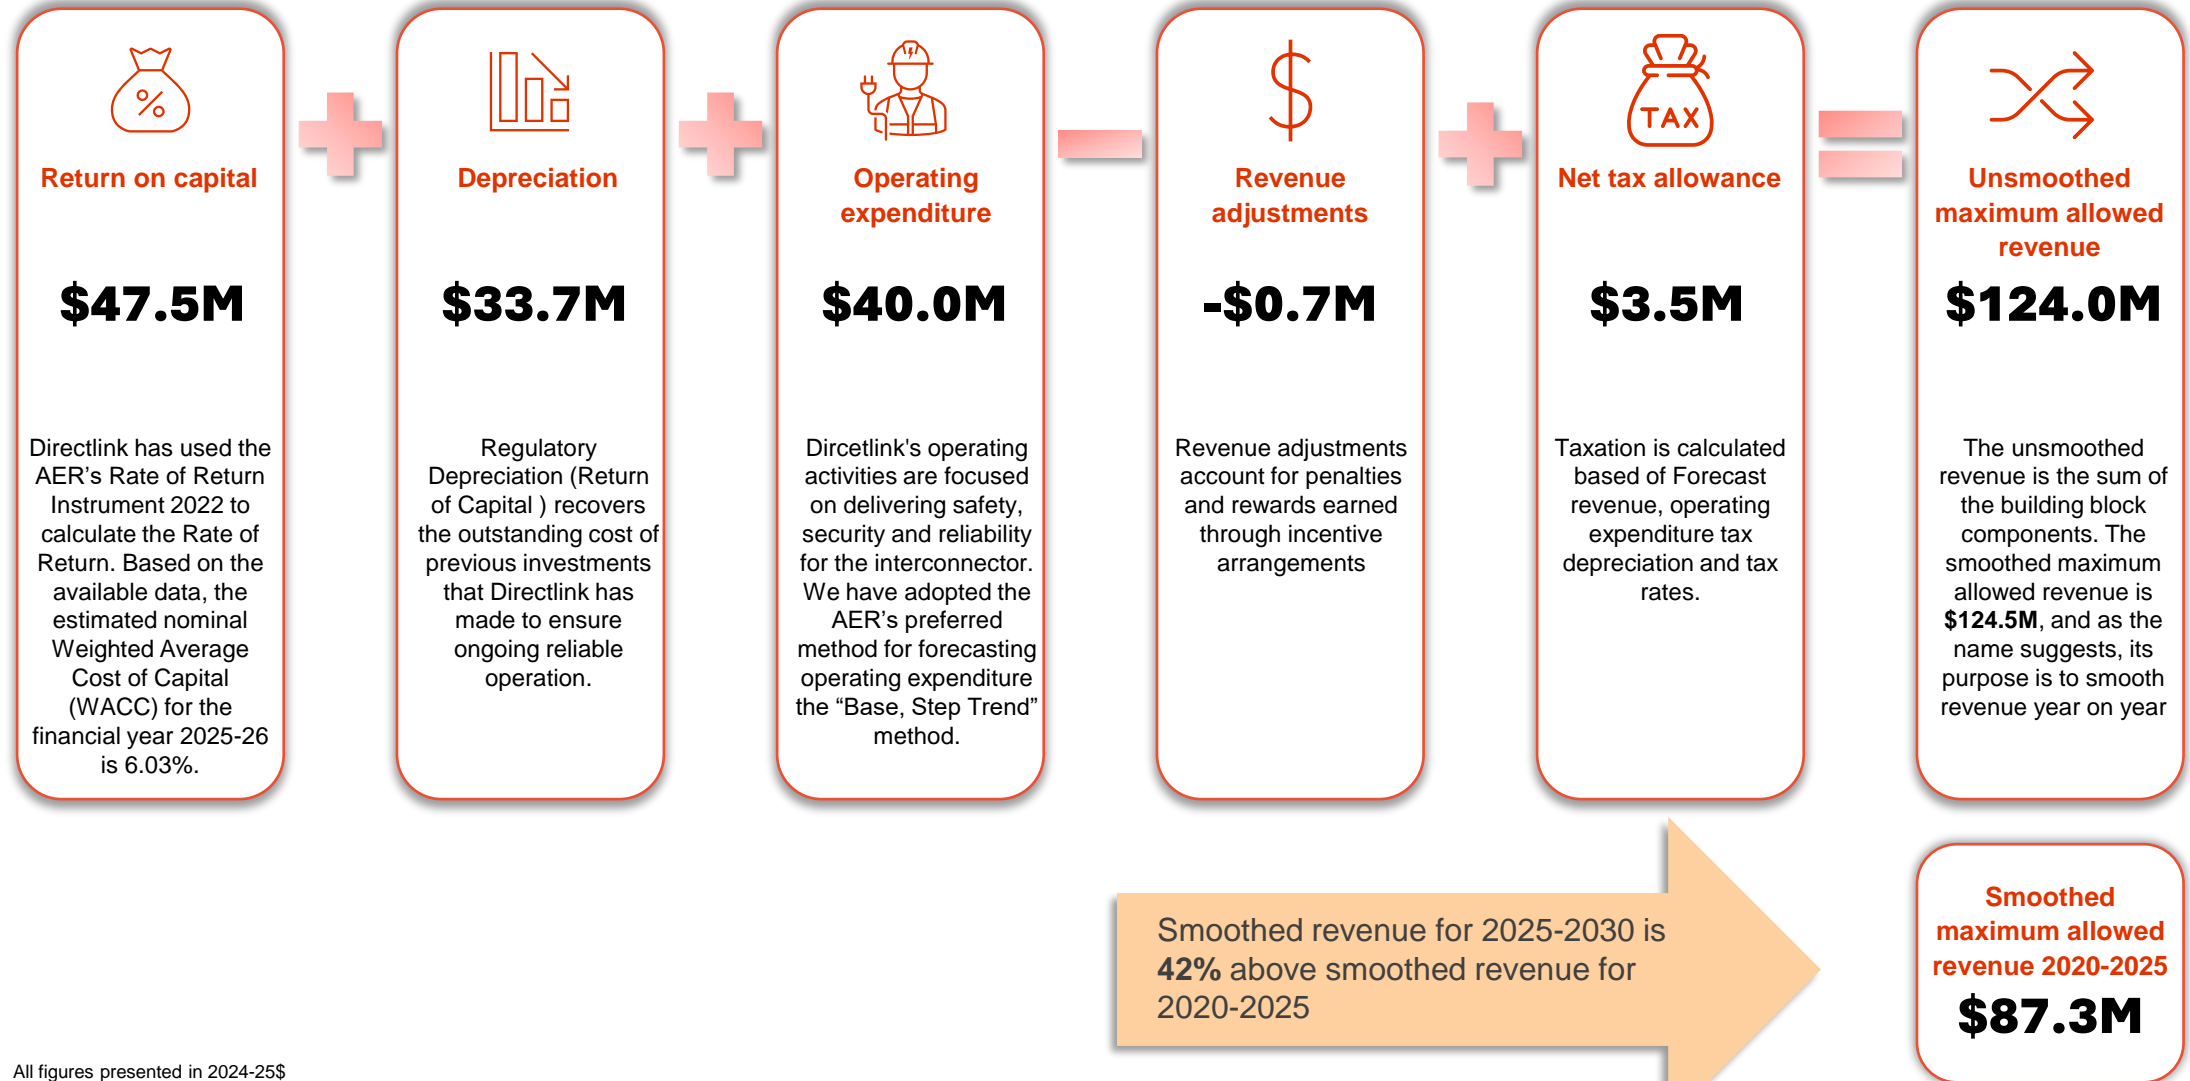 Return on capital
$47.5M
Directlink has used the
AER’s Rate of Return
Instrument 2022 to
calculate the Rate of
Return. Based on the
available data, the
estimated nominal
Weighted Average
Cost of Capital
(WACC) for the
financial year 2025-26
is 6.03%.
Depreciation
$33.7M
Regulatory
Depreciation (Return
of Capital ) recovers
the outstanding cost of
previous investments
that Directlink has
made to ensure
ongoing reliable
operation.
Operating
expenditure
$40.0M
Dircetlink's operating
activities are focused
on delivering safety,
security and reliability
for the interconnector.
We have adopted the
AER’s preferred
method for forecasting
operating expenditure
the “Base, Step Trend”
method.
Revenue
adjustments
-$0.7M
Revenue adjustments
account for penalties
and rewards earned
through incentive
arrangements
TAX
Net tax allowance
$3.5M
Taxation is calculated
based of Forecast
revenue, operating
expenditure tax
depreciation and tax
rates.
Unsmoothed
maximum allowed
revenue
$124.0M
The unsmoothed
revenue is the sum of
the building block
components. The
smoothed maximum
allowed revenue is
$124.5M, and as the
name suggests, its
purpose is to smooth
revenue year on year
Smoothed revenue for 2025-2030 is
42% above smoothed revenue for
2020-2025
Smoothed
maximum allowed
revenue 2020-2025
$87.3M
All figures presented in 2024-25$